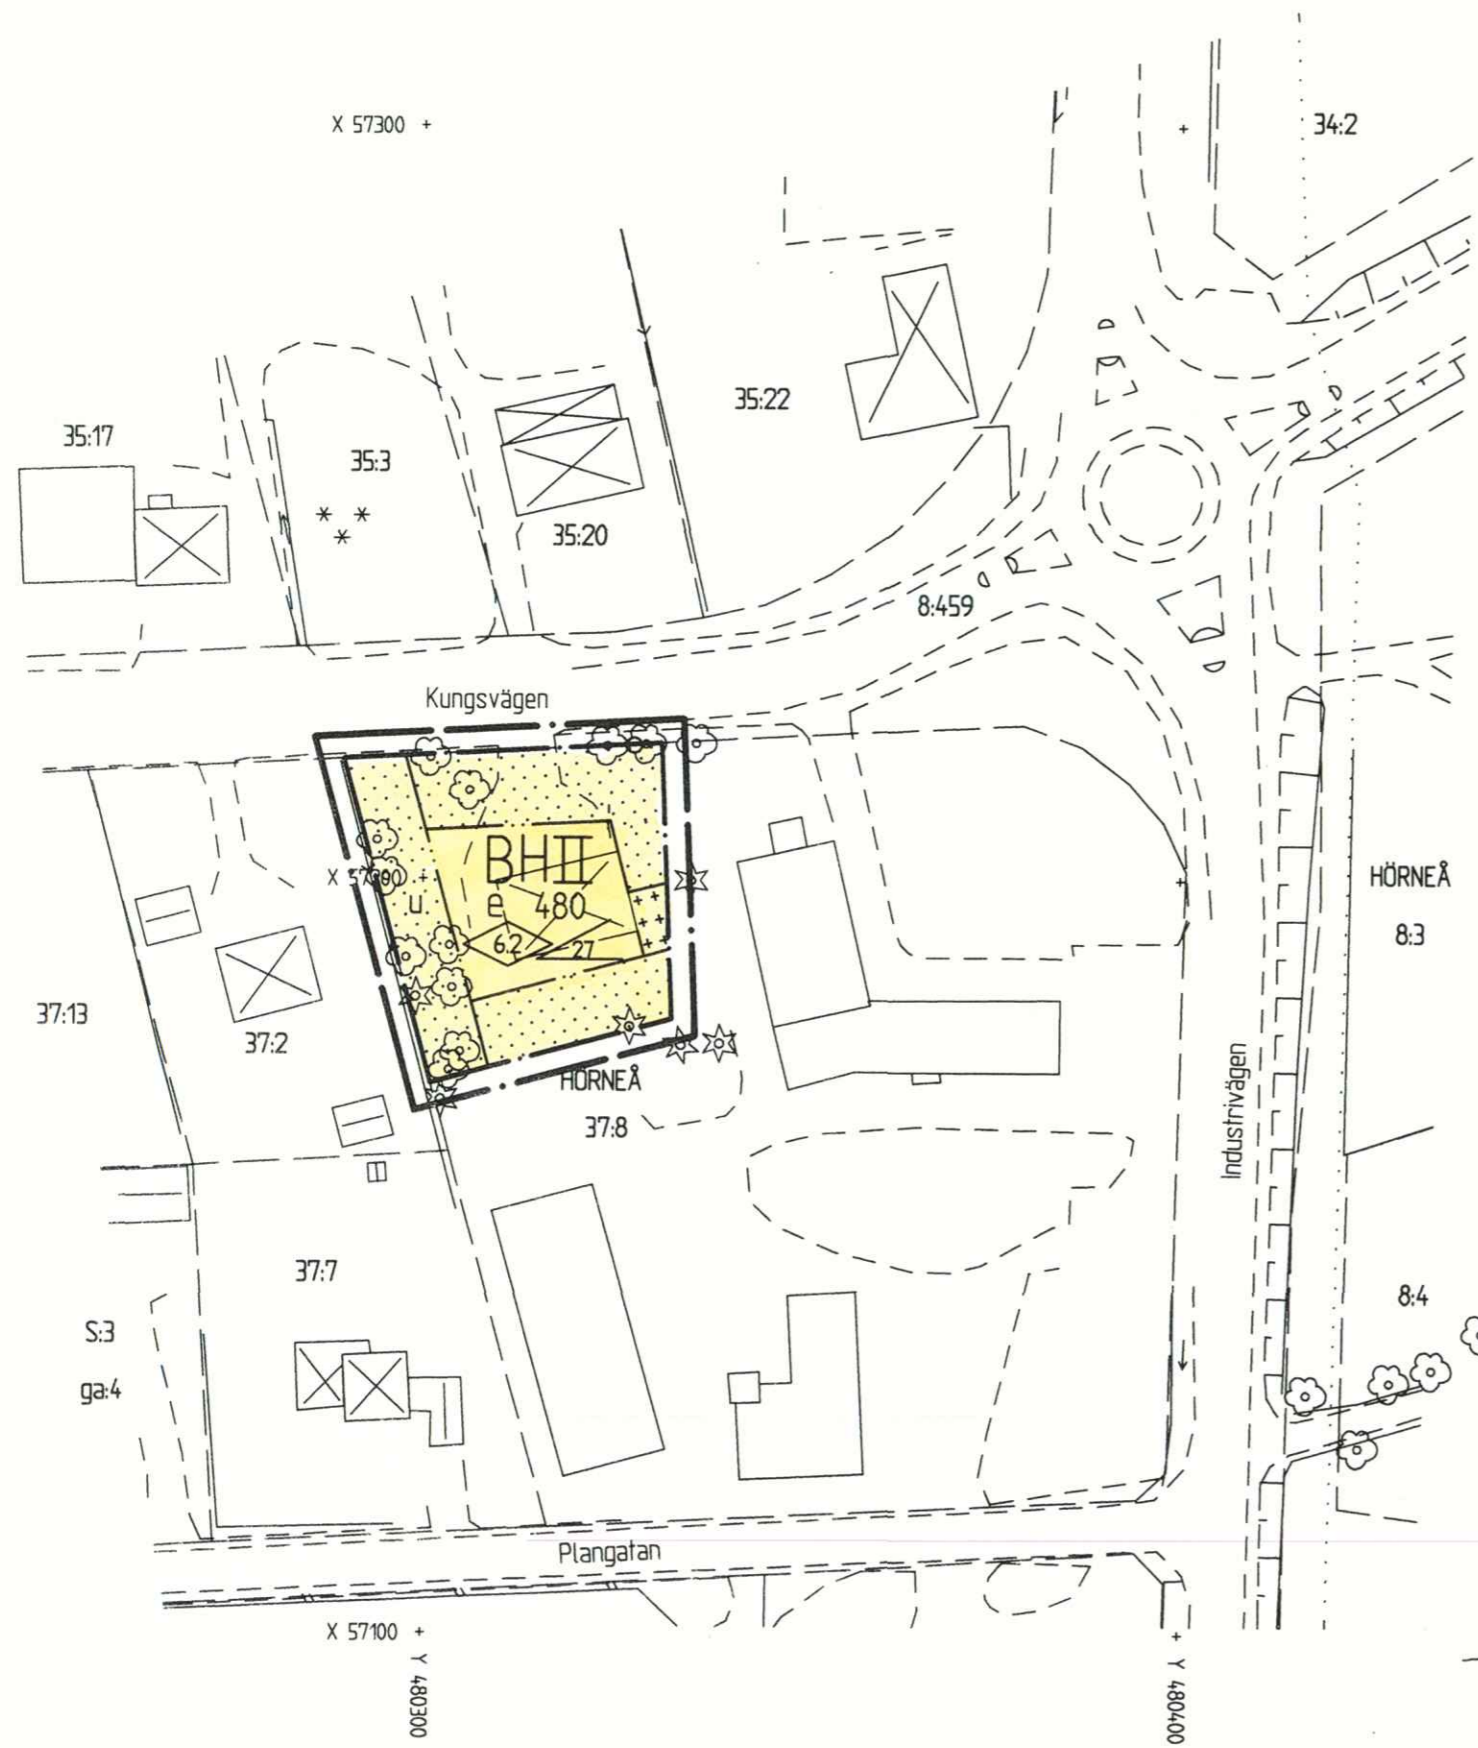 X 57300
34:2
35:22
35:17
35:3
35:20
8:459
Kungsvägen
BHII
X 57200
u
e 480
HÖRNEÅ
8:3
6.2
27
37:13
37:2
HÖRNEÅ
37:8
Industrivägen
37:7
8:4
S:3
ga:4
Plangatan
X 57100
Y 480300
Y 480400